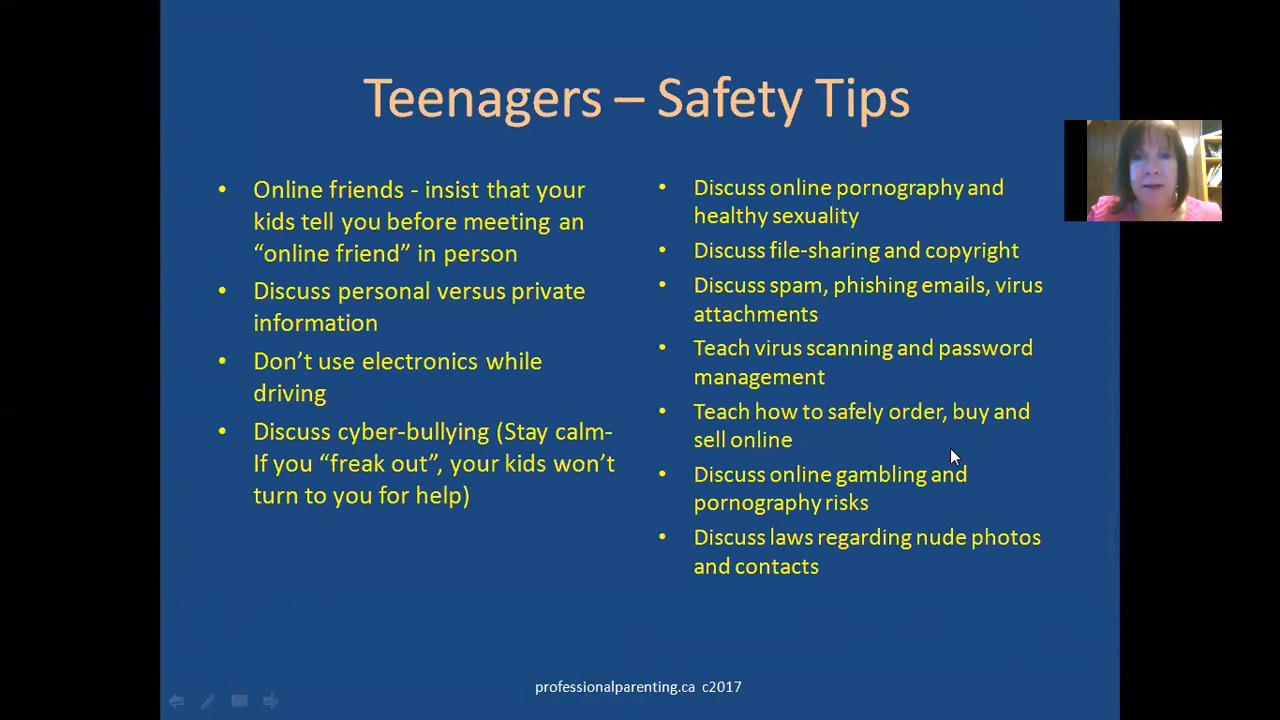 Teenagers – Safety Tips
• Online friends - insist that your
kids tell you before meeting an
“online friend” in person
• Discuss personal versus private
information
• Don’t use electronics while
driving
• Discuss cyber-bullying (Stay calm-
If you “freak out”, your kids won’t
turn to you for help)
• Discuss online pornography and
healthy sexuality
• Discuss file-sharing and copyright
• Discuss spam, phishing emails, virus
attachments
• Teach virus scanning and password
management
• Teach how to safely order, buy and
sell online
• Discuss online gambling and
pornography risks
• Discuss laws regarding nude photos
and contacts
professionalparenting.ca c2017